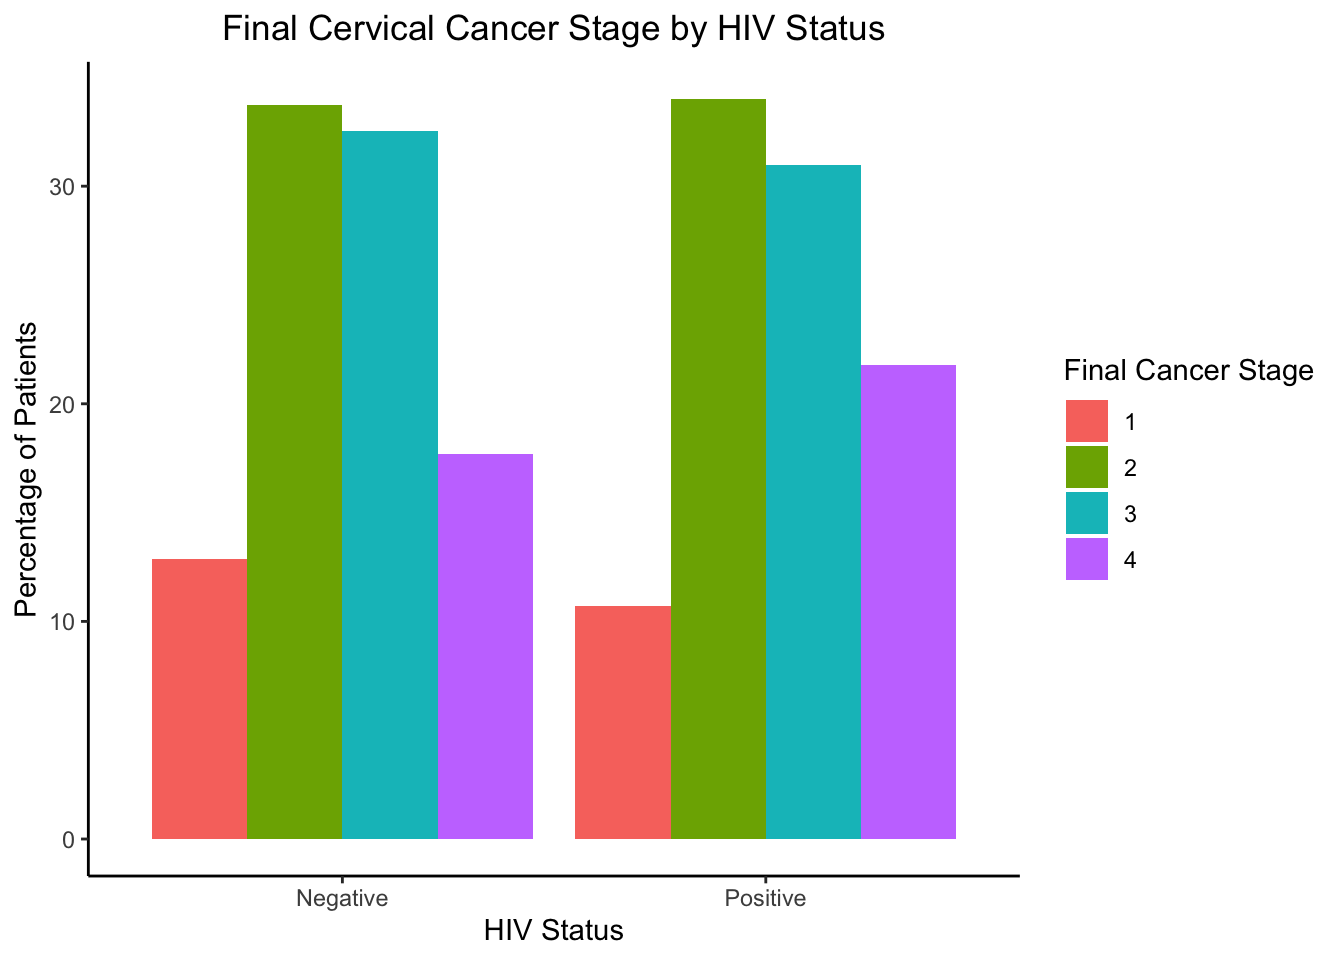 Final Cervical Cancer Stage by HIV Status
Percentage of Patients
30
20
10
0
Negative
Positive
HIV Status
Final Cancer Stage
1
2
3
4